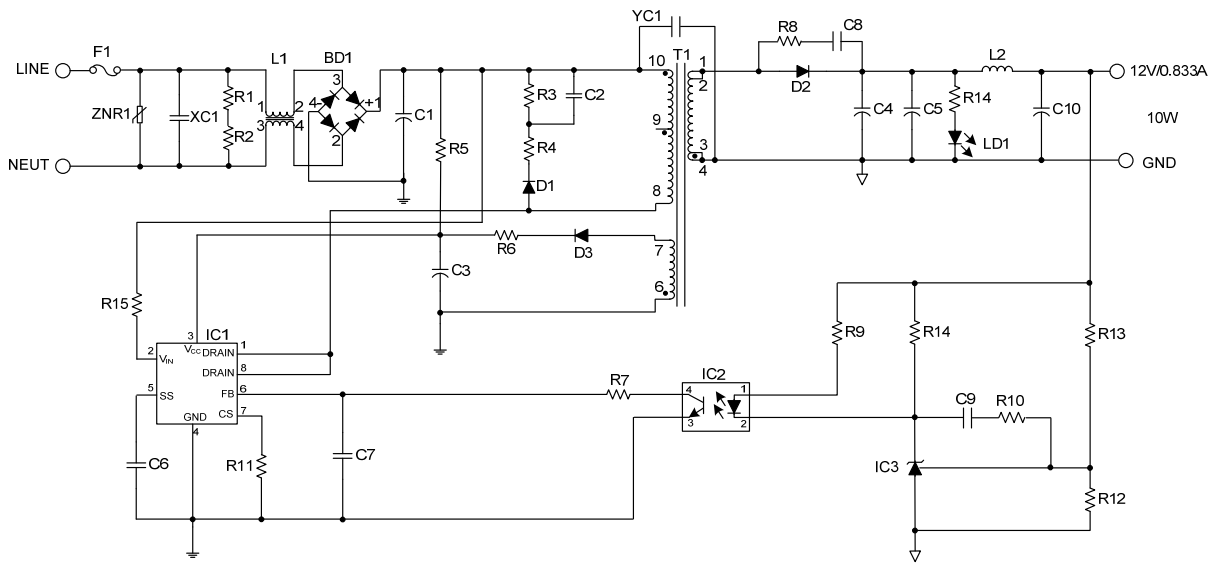 YC1
F1
L1
BD1
R8
C8
T1
LINE
3
10
1
L2
12V/0.833A
2
D2
R1
1
2
4
-
+
1
R3
C2
ZNR1
XC1
C1
C4
C5
R14
C10
10W
R2
3
4
2
9
R5
R4
3
LD1
NEUT
4
GND
D1
8
7
R6
D3
C3
6
R15
IC1
R9
R14
R13
3
2
VIN
VCC
DRAIN
1
DRAIN
8
IC2
R7
5
SS
FB
6
4
1
C9
R10
GND
CS
7
3
2
4
C6
R11
C7
IC3
R12